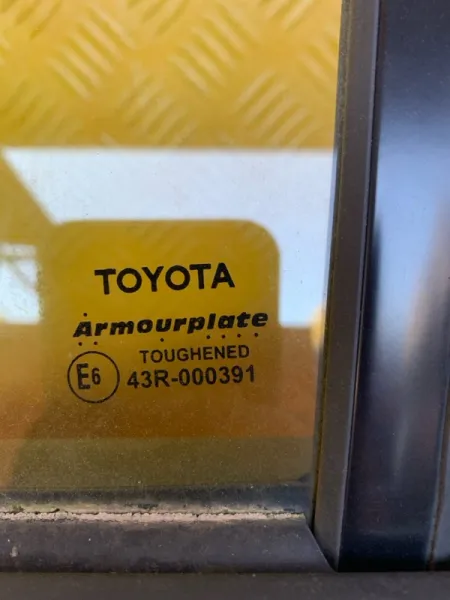 TOYOTA
Armourplate
TOUGHENED
E6 43R-000391